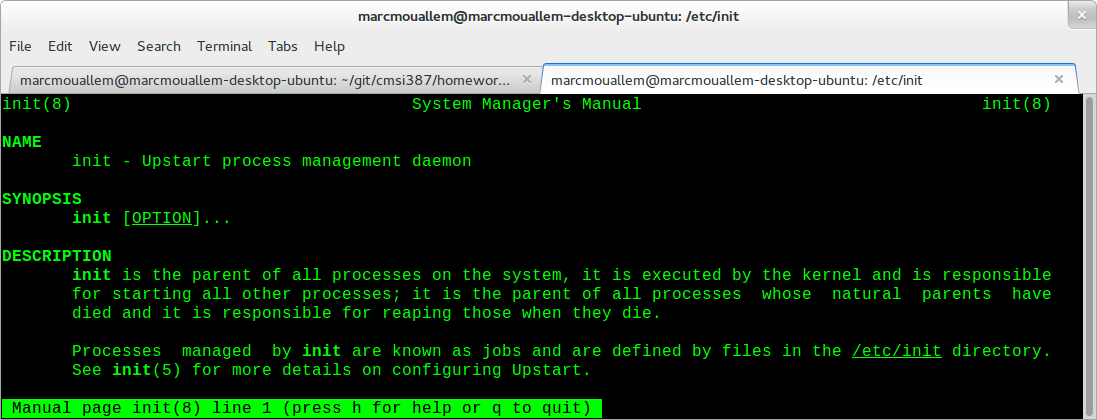 marcmouallem@marcmouallem-desktop-ubuntu: /etc/init
File Edit View Search Terminal Tabs Help
marcmouallem@marcmouallem-desktop-ubuntu: ~/git/cmsi387/homewor... marcmouallem@marcmouallem-desktop-ubuntu: /etc/init
init(8) System Manager's Manual init(8)
NAME
init - Upstart process management daemon
SYNOPSIS
init [OPTION]...
DESCRIPTION
init is the parent of all processes on the system, it is executed by the kernel and is responsible
for starting all other processes; it is the parent of all processes whose natural parents have
died and it is responsible for reaping those when they die.
Processes managed by init are known as jobs and are defined by files in the /etc/init directory.
See init(5) for more details on configuring Upstart.
Manual page init(8) line 1 (press h for help or q to quit)